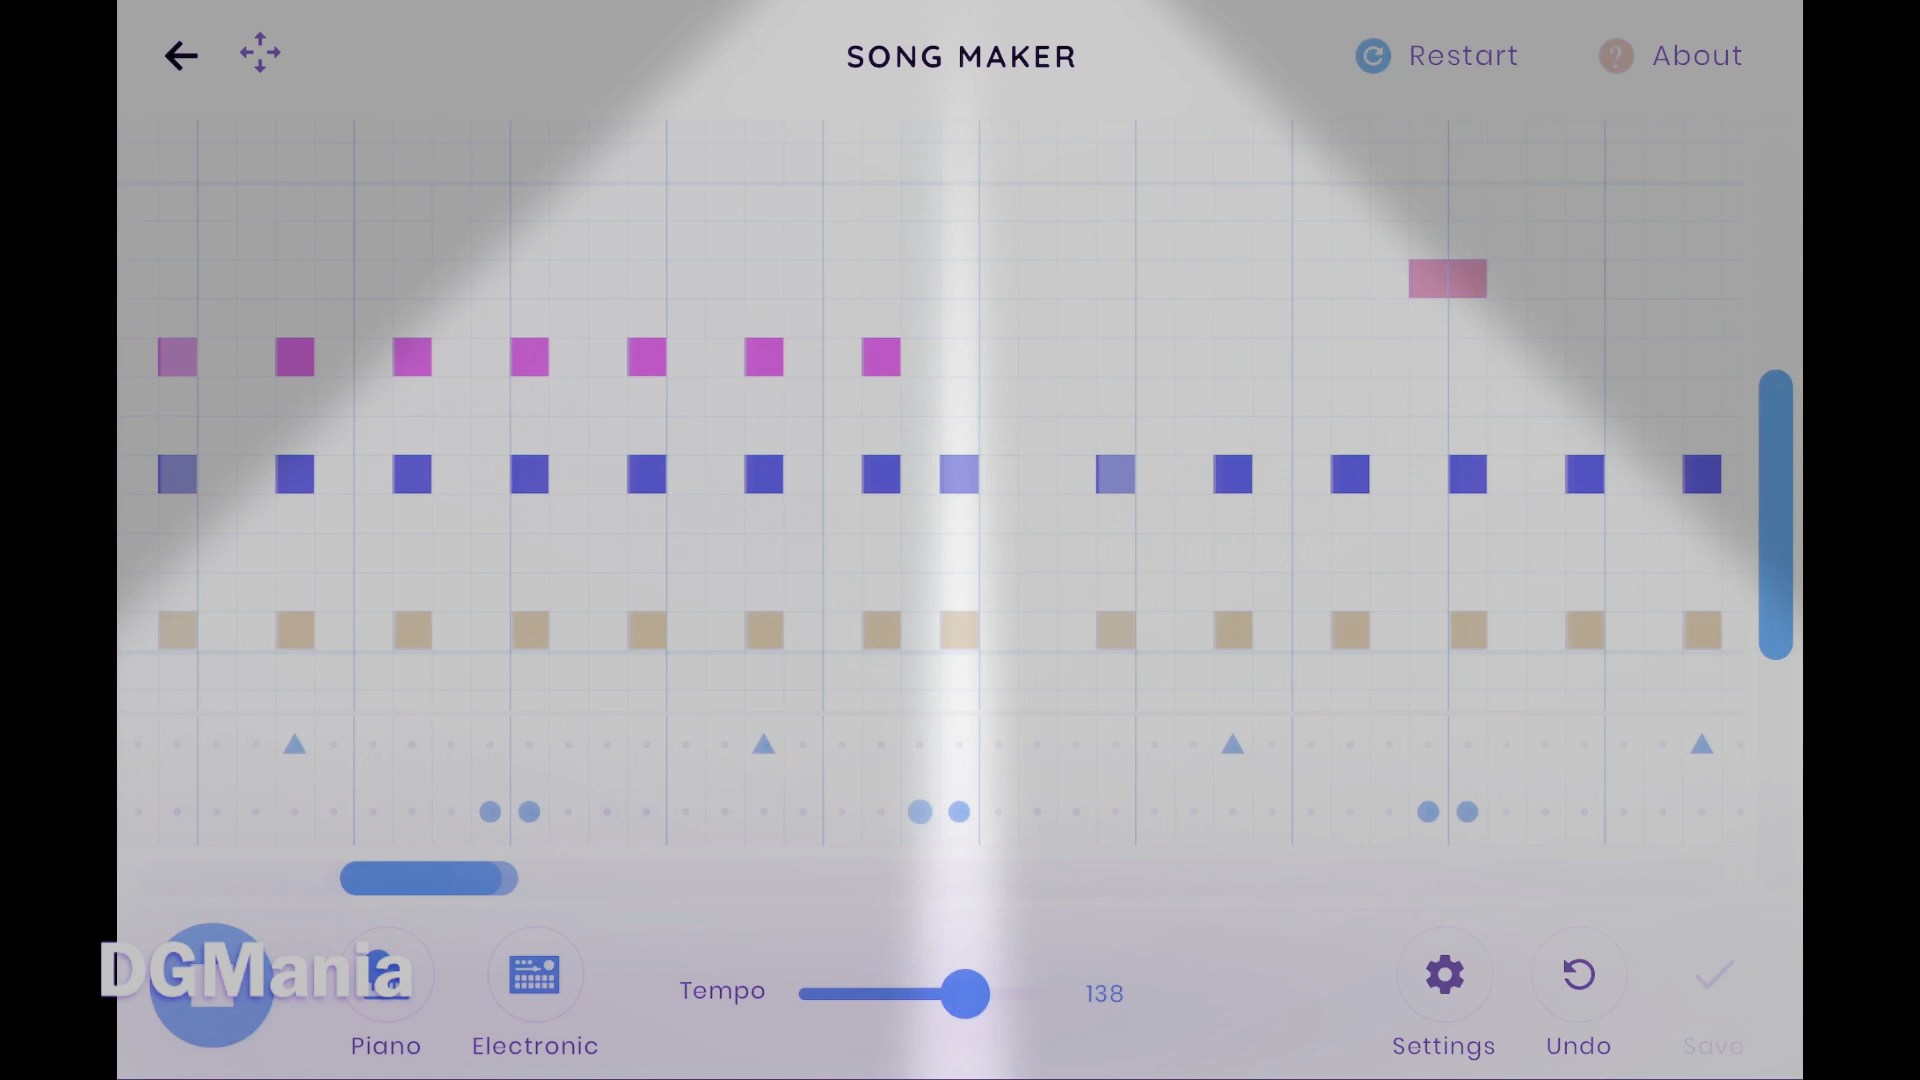 SONG MAKER
Restart
About
DGMania
Tempo
138
Piano
Electronic
Settings
Undo
Save